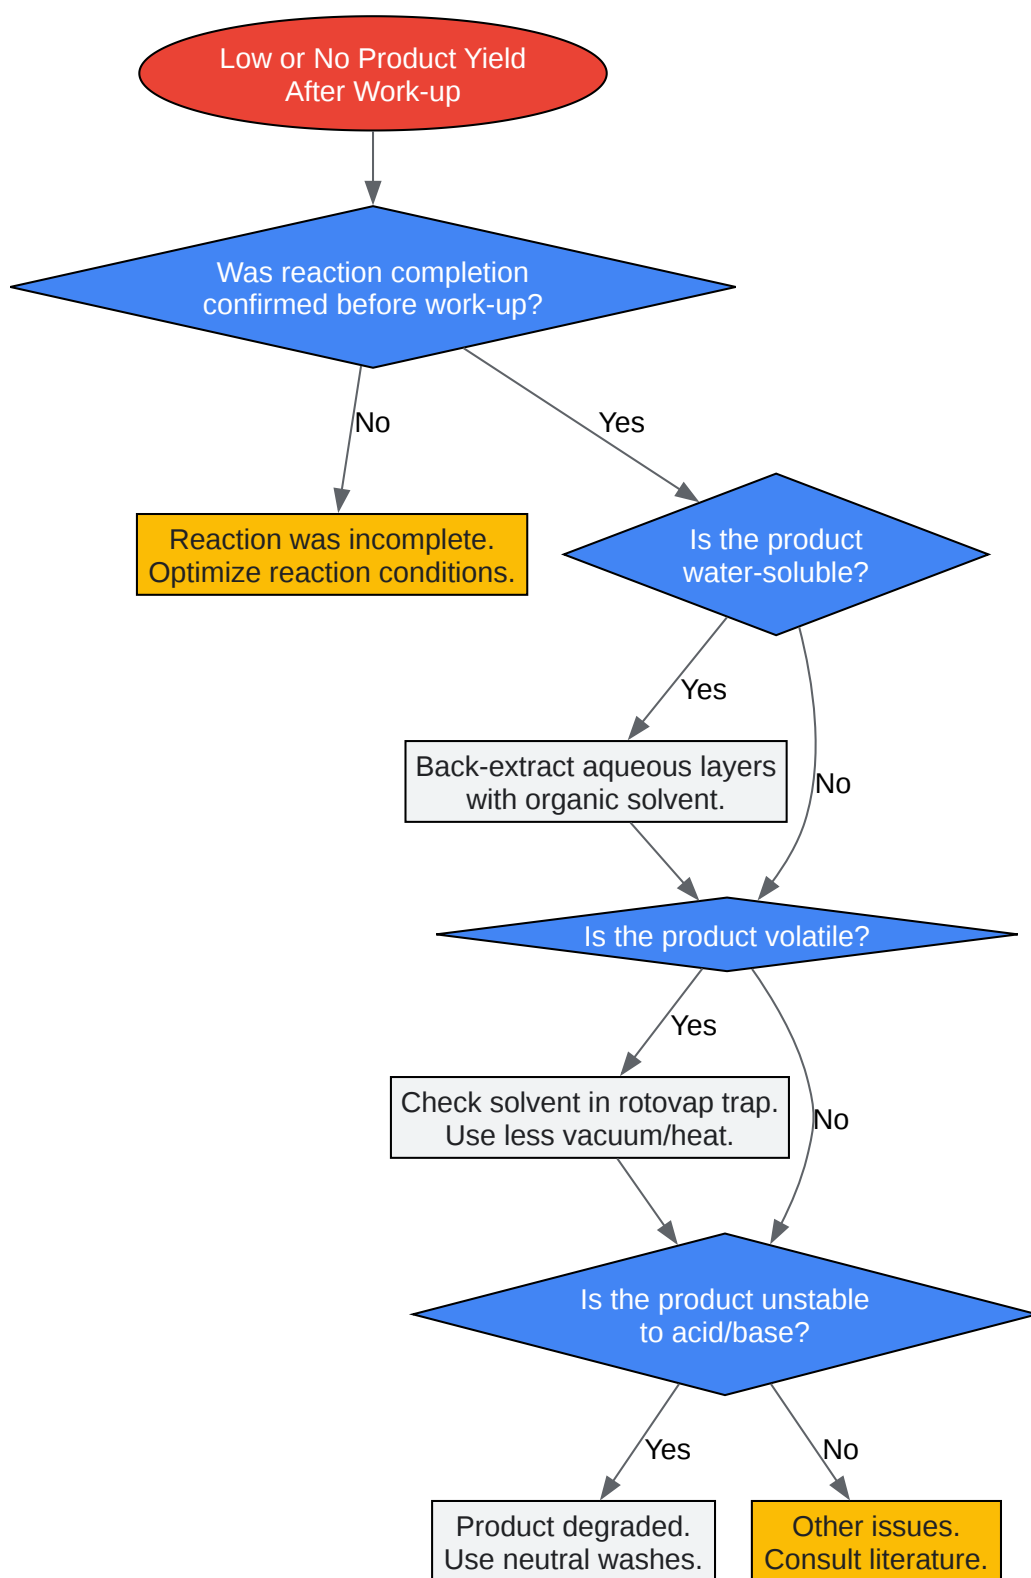 Low or No Product Yield
After Work-up
Was reaction completion
confirmed before work-up?
No
Yes
Reaction was incomplete.
Optimize reaction conditions.
Is the product
water-soluble?
Yes
No
Back-extract aqueous layers
with organic solvent.
Is the product volatile?
Yes
No
Check solvent in rotovap trap.
Use less vacuum/heat.
Is the product unstable
to acid/base?
Yes
No
Product degraded.
Use neutral washes.
Other issues.
Consult literature.